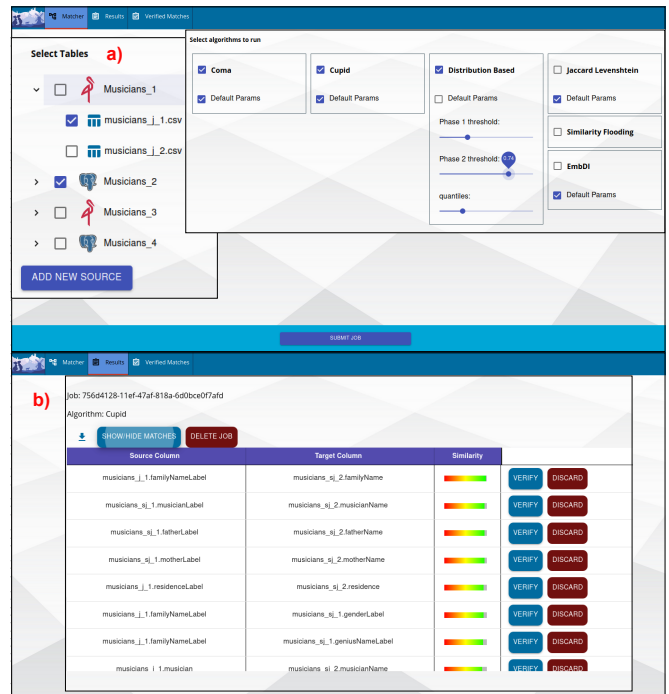 Matcher Results Verified Matches
Select Tables
a)
Musicians_1
musicians_j_1.csv
musicians_j_2.csv
Musicians_2
Musicians_3
Musicians_4
ADD NEW SOURCE
Select algorithms to run
Coma
Default Params
Cupid
Default Params
Distribution Based
Default Params
Phase 1 threshold:
Phase 2 threshold:
0.74
quantiles:
Jaccard Levenshtein
Default Params
Similarity Flooding
EmbDI
Default Params
SUBMIT JOB
Matcher Results Verified Matches
b)
Job: 756d4128-11ef-47af-818a-6d0bce0f7afd
Algorithm: Cupid
SHOW/HIDE MATCHES DELETE JOB
Source Column Target Column Similarity
musicians_j_1.familyNameLabel musicians_sj_2.familyName VERIFY DISCARD
musicians_sj_1.musicianLabel musicians_sj_2.musicianName VERIFY DISCARD
musicians_sj_1.fatherLabel musicians_sj_2.fatherName VERIFY DISCARD
musicians_sj_1.motherLabel musicians_sj_2.motherName VERIFY DISCARD
musicians_j_1.residenceLabel musicians_sj_2.residence VERIFY DISCARD
musicians_j_1.familyNameLabel musicians_sj_1.genderLabel VERIFY DISCARD
musicians_j_1.familyNameLabel musicians_sj_1.geniusNameLabel VERIFY DISCARD
musicians_j_1.musician musicians_sj_2.musicianName VERIFY DISCARD